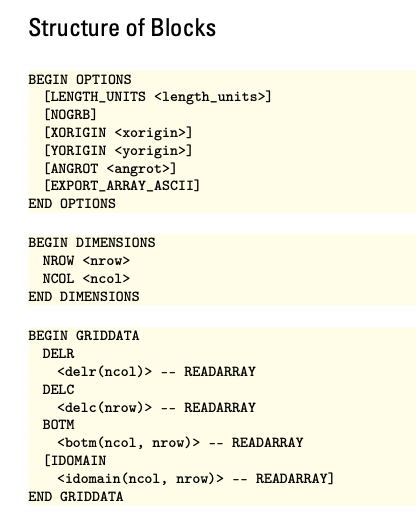 Structure of Blocks
BEGIN OPTIONS
[LENGTH_UNITS <length_units>]
[NOGRB]
[XORIGIN <xorigin>]
[YORIGIN <yorigin>]
[ANGROT <angrot>]
[EXPORT_ARRAY_ASCII]
END OPTIONS
BEGIN DIMENSIONS
NROW <nrow>
NCOL <ncol>
END DIMENSIONS
BEGIN GRIDDATA
DELR
<delr(ncol)> -- READARRAY
DELC
<delc(nrow)> -- READARRAY
BOTM
<botm(ncol, nrow)> -- READARRAY
[IDOMAIN
<idomain(ncol, nrow)> -- READARRAY]
END GRIDDATA